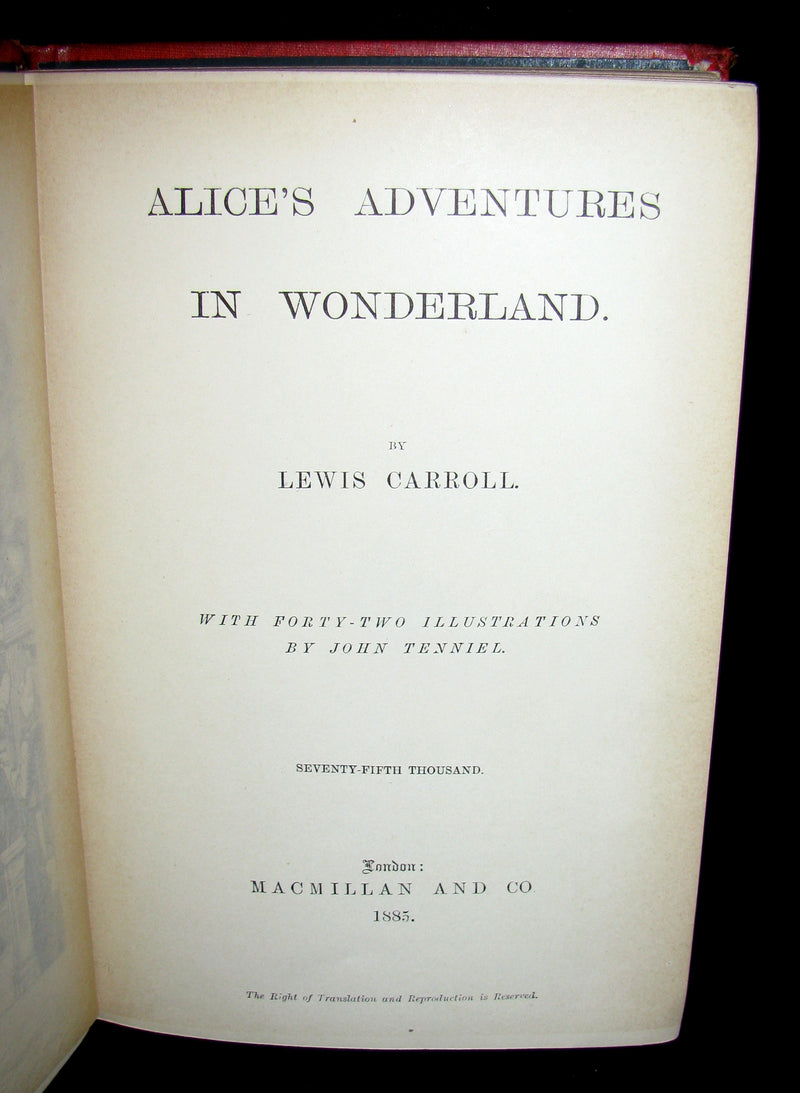 ALICE'S ADVENTURES
IN WONDERLAND.
BY
LEWIS CARROLL.
WITH FORTY-TWO ILLUSTRATIONS
BY JOHN TENNIEL.
SEVENTY-FIFTH THOUSAND.
London:
MACMILLAN AND CO
1885.
The Right of Translation and Reproduction is Reserved.